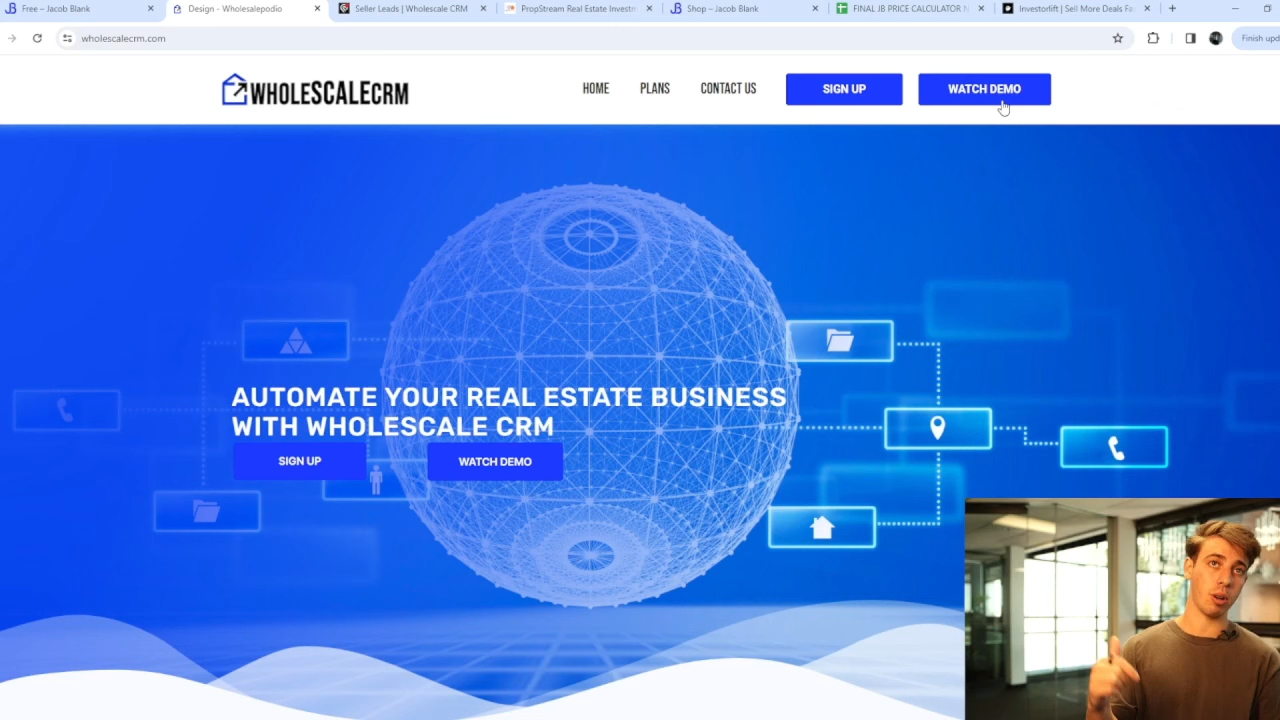 Free – Jacob Blank
Design - Wholesalepodio
Seller Leads | Wholescale CRM
PropStream Real Estate Investm
Shop – Jacob Blank
FINAL JB PRICE CALCULATOR N
Investorlift | Sell More Deals Fas
wholescalecrm.com
Finish upd
WHOLESCALECRM
HOME
PLANS
CONTACT US
SIGN UP
WATCH DEMO
AUTOMATE YOUR REAL ESTATE BUSINESS
WITH WHOLESCALE CRM
SIGN UP
WATCH DEMO